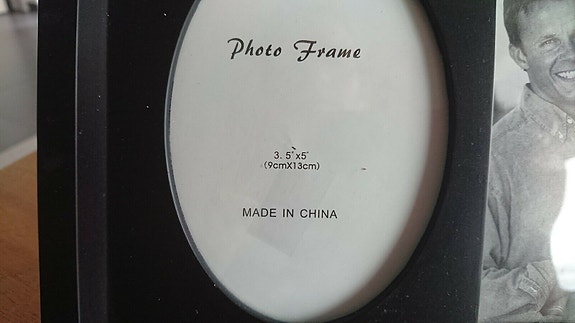 Photo Frame
3.5"x5"
(9cmX13cm)
MADE IN CHINA